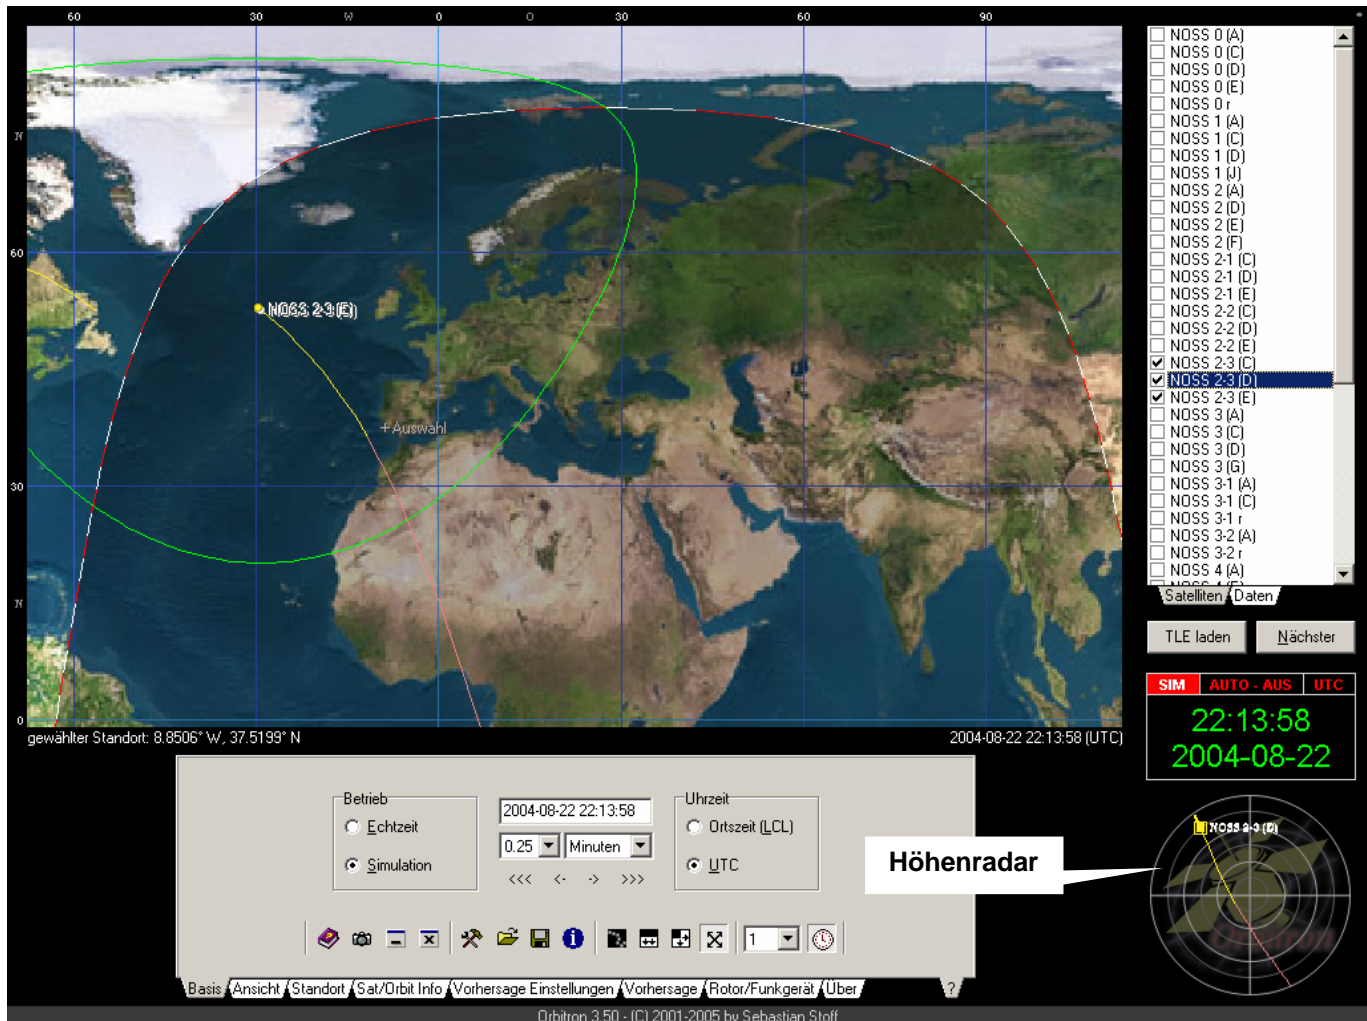 60 30 W 0 O 30 60 90
N
60
30
N
0
NOSS 2-3 (E)
Auswahl
gewählter Standort: 8.8506° W, 37.5199° N
2004-08-22 22:13:58 (UTC)
NOSS 0 (A)
NOSS 0 (C)
NOSS 0 (D)
NOSS 0 (E)
NOSS 0 r
NOSS 1 (A)
NOSS 1 (C)
NOSS 1 (D)
NOSS 1 (J)
NOSS 2 (A)
NOSS 2 (D)
NOSS 2 (E)
NOSS 2 (F)
NOSS 2-1 (C)
NOSS 2-1 (D)
NOSS 2-1 (E)
NOSS 2-2 (C)
NOSS 2-2 (D)
NOSS 2-2 (E)
NOSS 2-3 (C)
NOSS 2-3 (D)
NOSS 2-3 (E)
NOSS 3 (A)
NOSS 3 (C)
NOSS 3 (D)
NOSS 3 (G)
NOSS 3-1 (A)
NOSS 3-1 (C)
NOSS 3-1 r
NOSS 3-2 (A)
NOSS 3-2 r
NOSS 4 (A)
Satelliten Daten
TLE laden Nächster
SIM AUTO - AUS UTC
22:13:58
2004-08-22
NOSS 2-3 (D)
Orbitron
Höhenradar
Betrieb
Echtzeit
Simulation
2004-08-22 22:13:58
0.25 Minuten
<<< <- -> >>>
Uhrzeit
Ortszeit (LCL)
UTC
1
Basis Ansicht Standort Sat/Orbit Info Vorhersage Einstellungen Vorhersage Rotor/Funkgerät Über ?
Orbitron 3.50 - (C) 2001-2005 by Sebastian Stoff